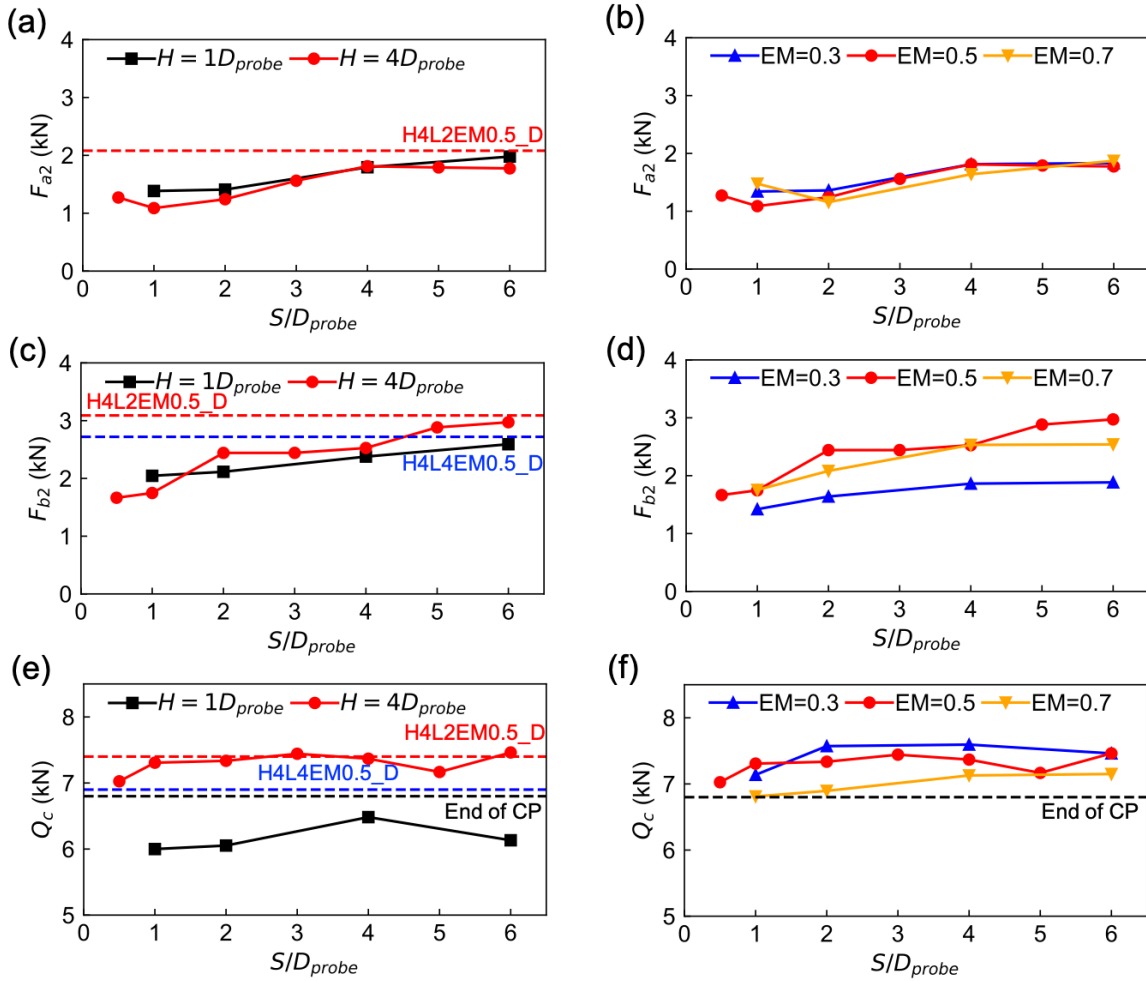 (a)
H = 1D_probe H = 4D_probe
H4L2EM0.5_D
F_a2 (kN)
4
3
2
1
0
0 1 2 3 4 5 6
S/D_probe
(b)
EM=0.3 EM=0.5 EM=0.7
F_a2 (kN)
4
3
2
1
0
0 1 2 3 4 5 6
S/D_probe
(c)
H = 1D_probe H = 4D_probe
H4L2EM0.5_D
H4L4EM0.5_D
F_b2 (kN)
4
3
2
1
0
0 1 2 3 4 5 6
S/D_probe
(d)
EM=0.3 EM=0.5 EM=0.7
F_b2 (kN)
4
3
2
1
0
0 1 2 3 4 5 6
S/D_probe
(e)
H = 1D_probe H = 4D_probe
H4L2EM0.5_D
H4L4EM0.5_D
End of CP
Q_c (kN)
8
7
6
5
0 1 2 3 4 5 6
S/D_probe
(f)
EM=0.3 EM=0.5 EM=0.7
End of CP
Q_c (kN)
8
7
6
5
0 1 2 3 4 5 6
S/D_probe